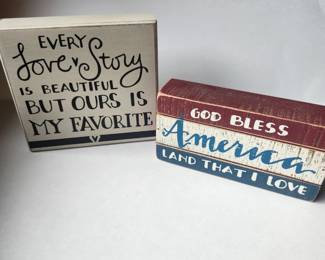 EVERY
Love Story
IS BEAUTIFUL
BUT OURS IS
MY FAVORITE
GOD BLESS
America
LAND THAT I LOVE